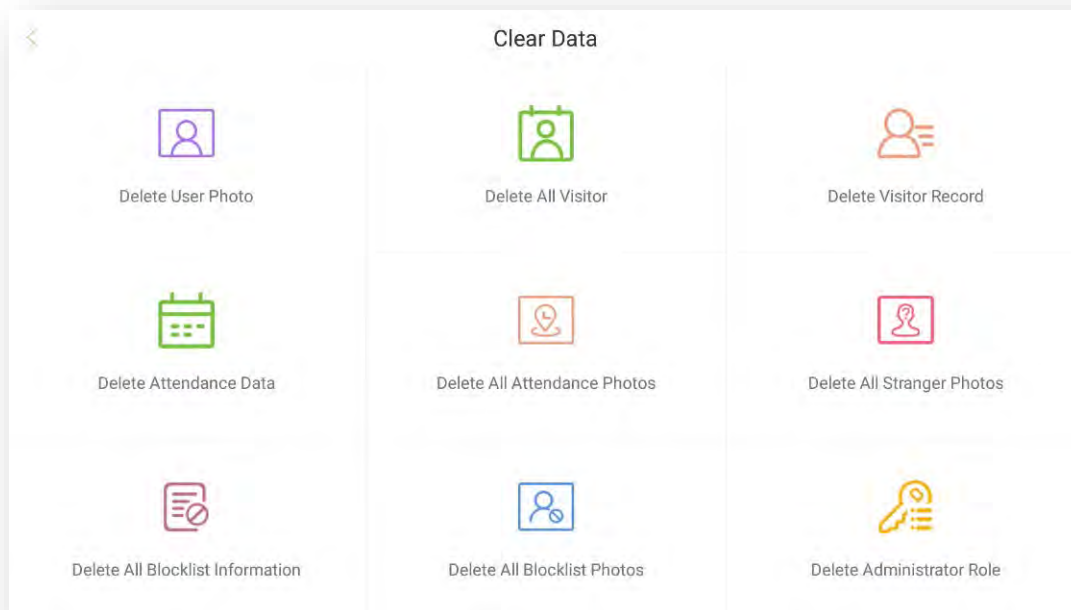 Clear Data
Delete User Photo
Delete All Visitor
Delete Visitor Record
Delete Attendance Data
Delete All Attendance Photos
Delete All Stranger Photos
Delete All Blocklist Information
Delete All Blocklist Photos
Delete Administrator Role